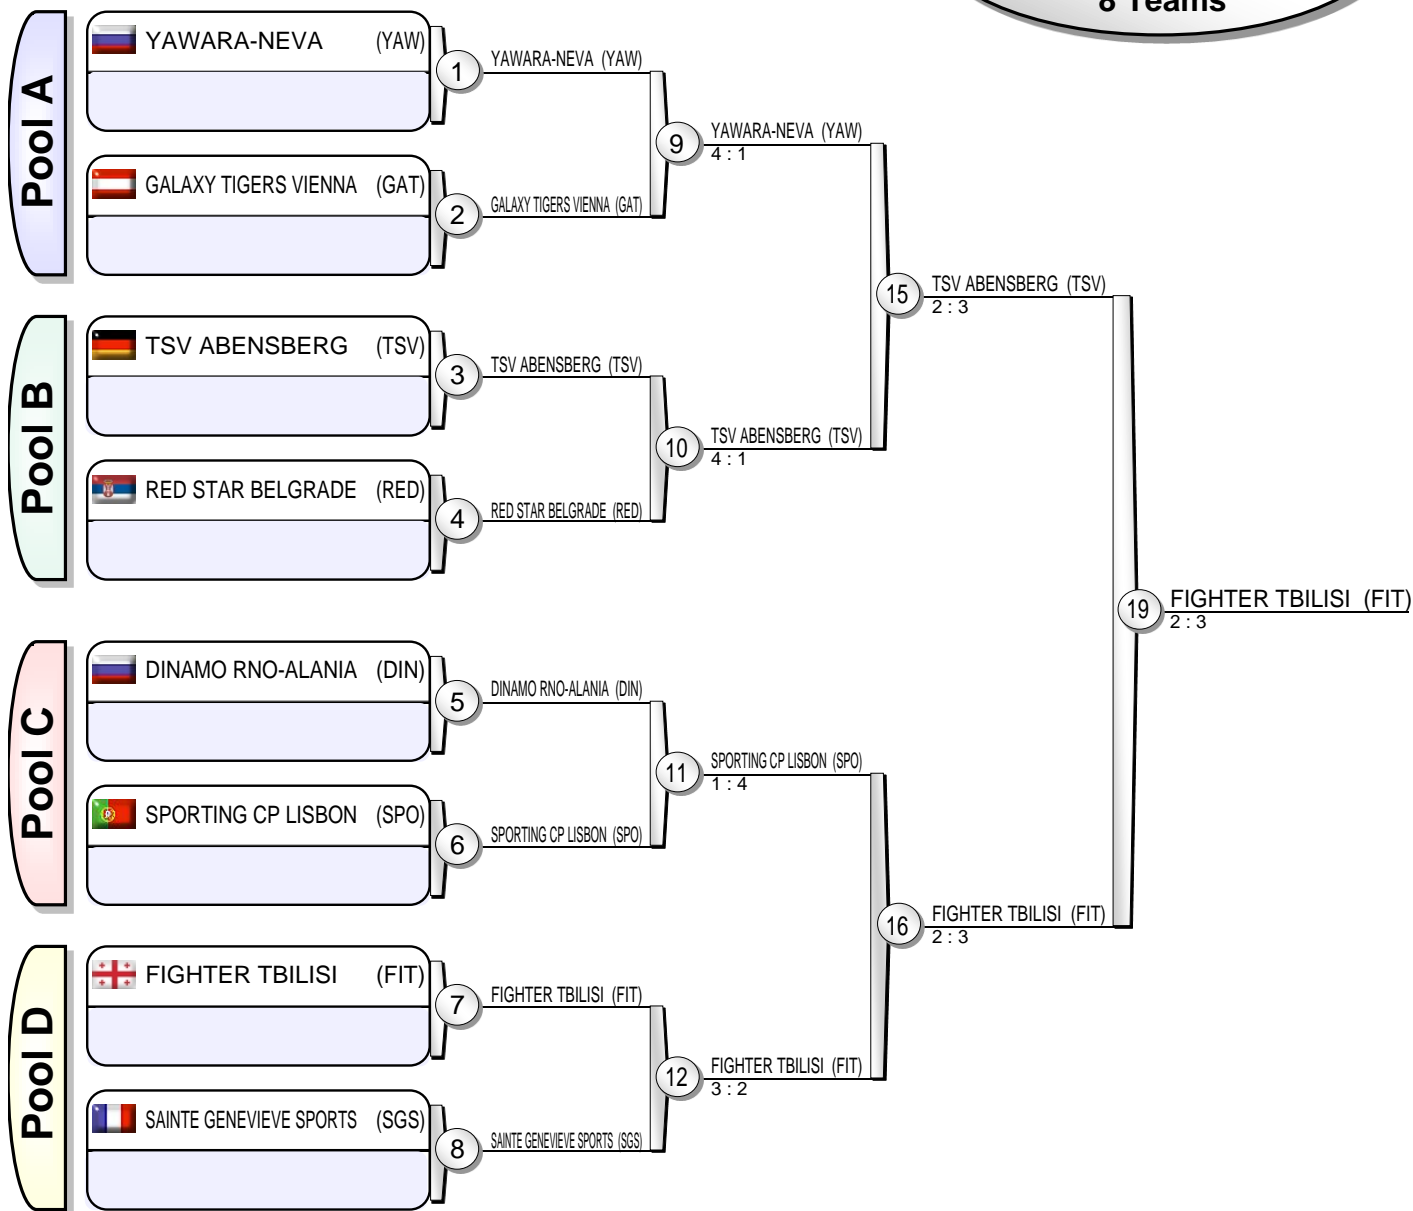 8 Teams
Pool A
YAWARA-NEVA (YAW)
1
YAWARA-NEVA (YAW)
GALAXY TIGERS VIENNA (GAT)
2
GALAXY TIGERS VIENNA (GAT)
9
YAWARA-NEVA (YAW)
4 : 1
Pool B
TSV ABENSBERG (TSV)
3
TSV ABENSBERG (TSV)
RED STAR BELGRADE (RED)
4
RED STAR BELGRADE (RED)
10
TSV ABENSBERG (TSV)
4 : 1
15
TSV ABENSBERG (TSV)
2 : 3
Pool C
DINAMO RNO-ALANIA (DIN)
5
DINAMO RNO-ALANIA (DIN)
SPORTING CP LISBON (SPO)
6
SPORTING CP LISBON (SPO)
11
SPORTING CP LISBON (SPO)
1 : 4
Pool D
FIGHTER TBILISI (FIT)
7
FIGHTER TBILISI (FIT)
SAINTE GENEVIEVE SPORTS (SGS)
8
SAINTE GENEVIEVE SPORTS (SGS)
12
FIGHTER TBILISI (FIT)
3 : 2
16
FIGHTER TBILISI (FIT)
2 : 3
19
FIGHTER TBILISI (FIT)
2 : 3